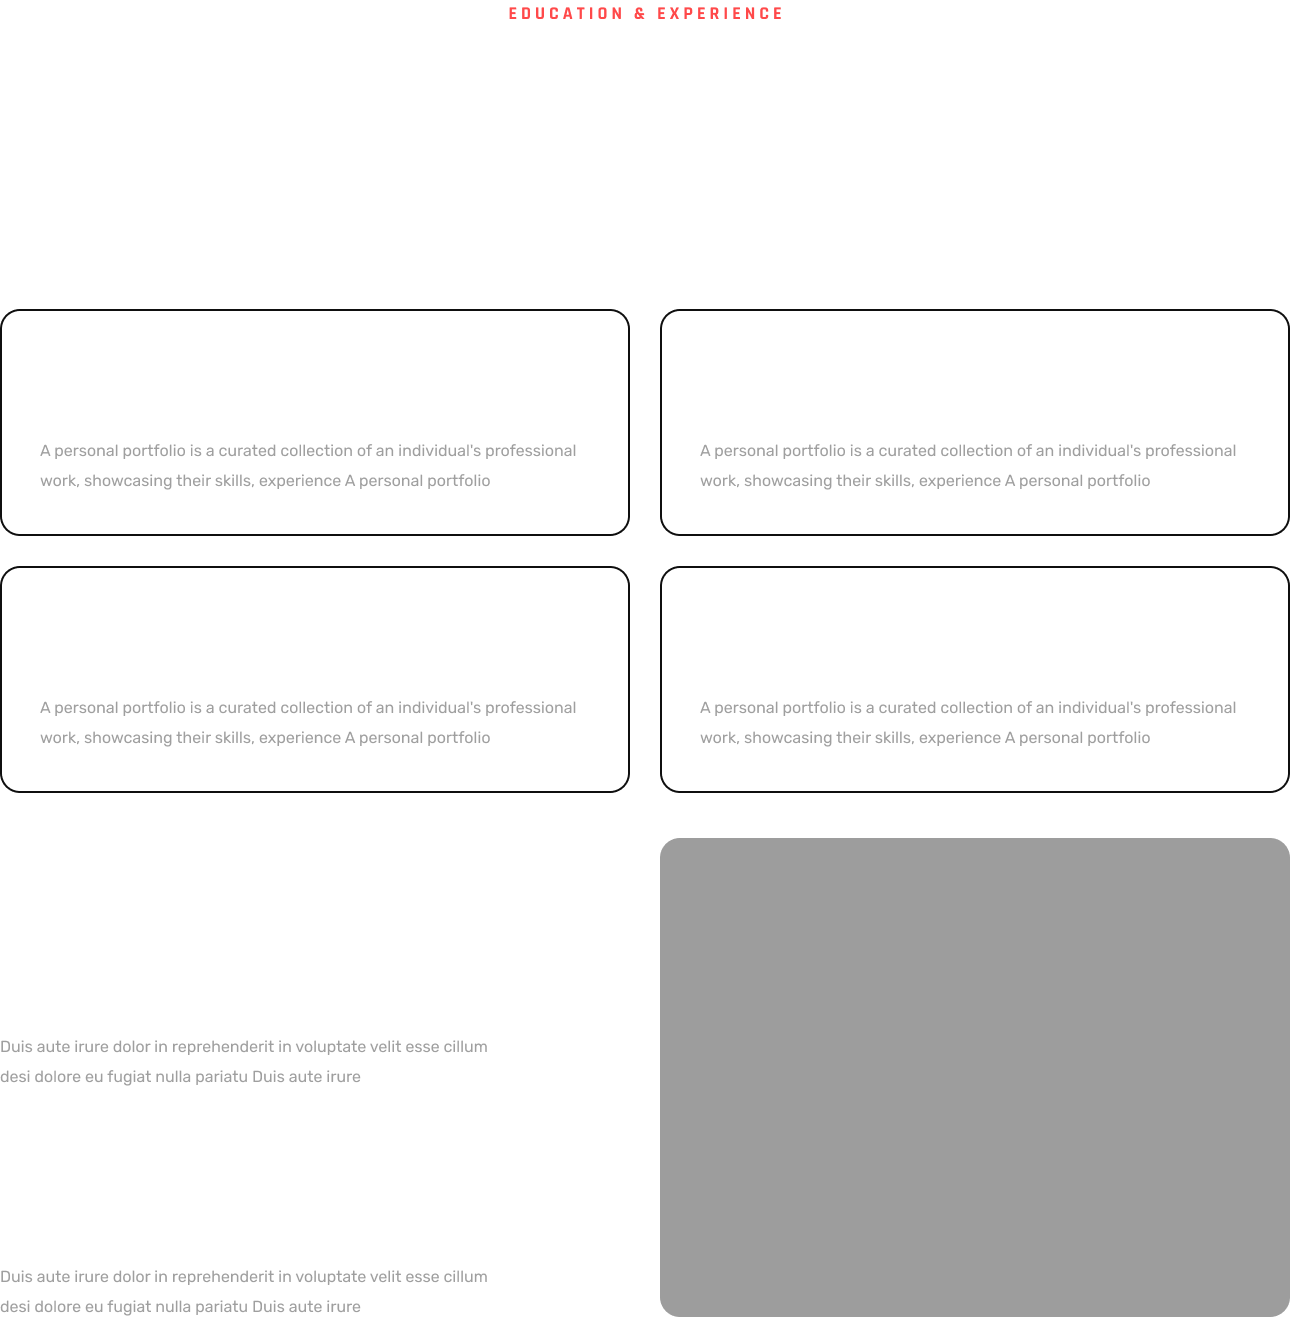 EDUCATION & EXPERIENCE
A personal portfolio is a curated collection of an individual's professional
work, showcasing their skills, experience A personal portfolio
A personal portfolio is a curated collection of an individual's professional
work, showcasing their skills, experience A personal portfolio
A personal portfolio is a curated collection of an individual's professional
work, showcasing their skills, experience A personal portfolio
A personal portfolio is a curated collection of an individual's professional
work, showcasing their skills, experience A personal portfolio
Duis aute irure dolor in reprehenderit in voluptate velit esse cillum
desi dolore eu fugiat nulla pariatu Duis aute irure
Duis aute irure dolor in reprehenderit in voluptate velit esse cillum
desi dolore eu fugiat nulla pariatu Duis aute irure